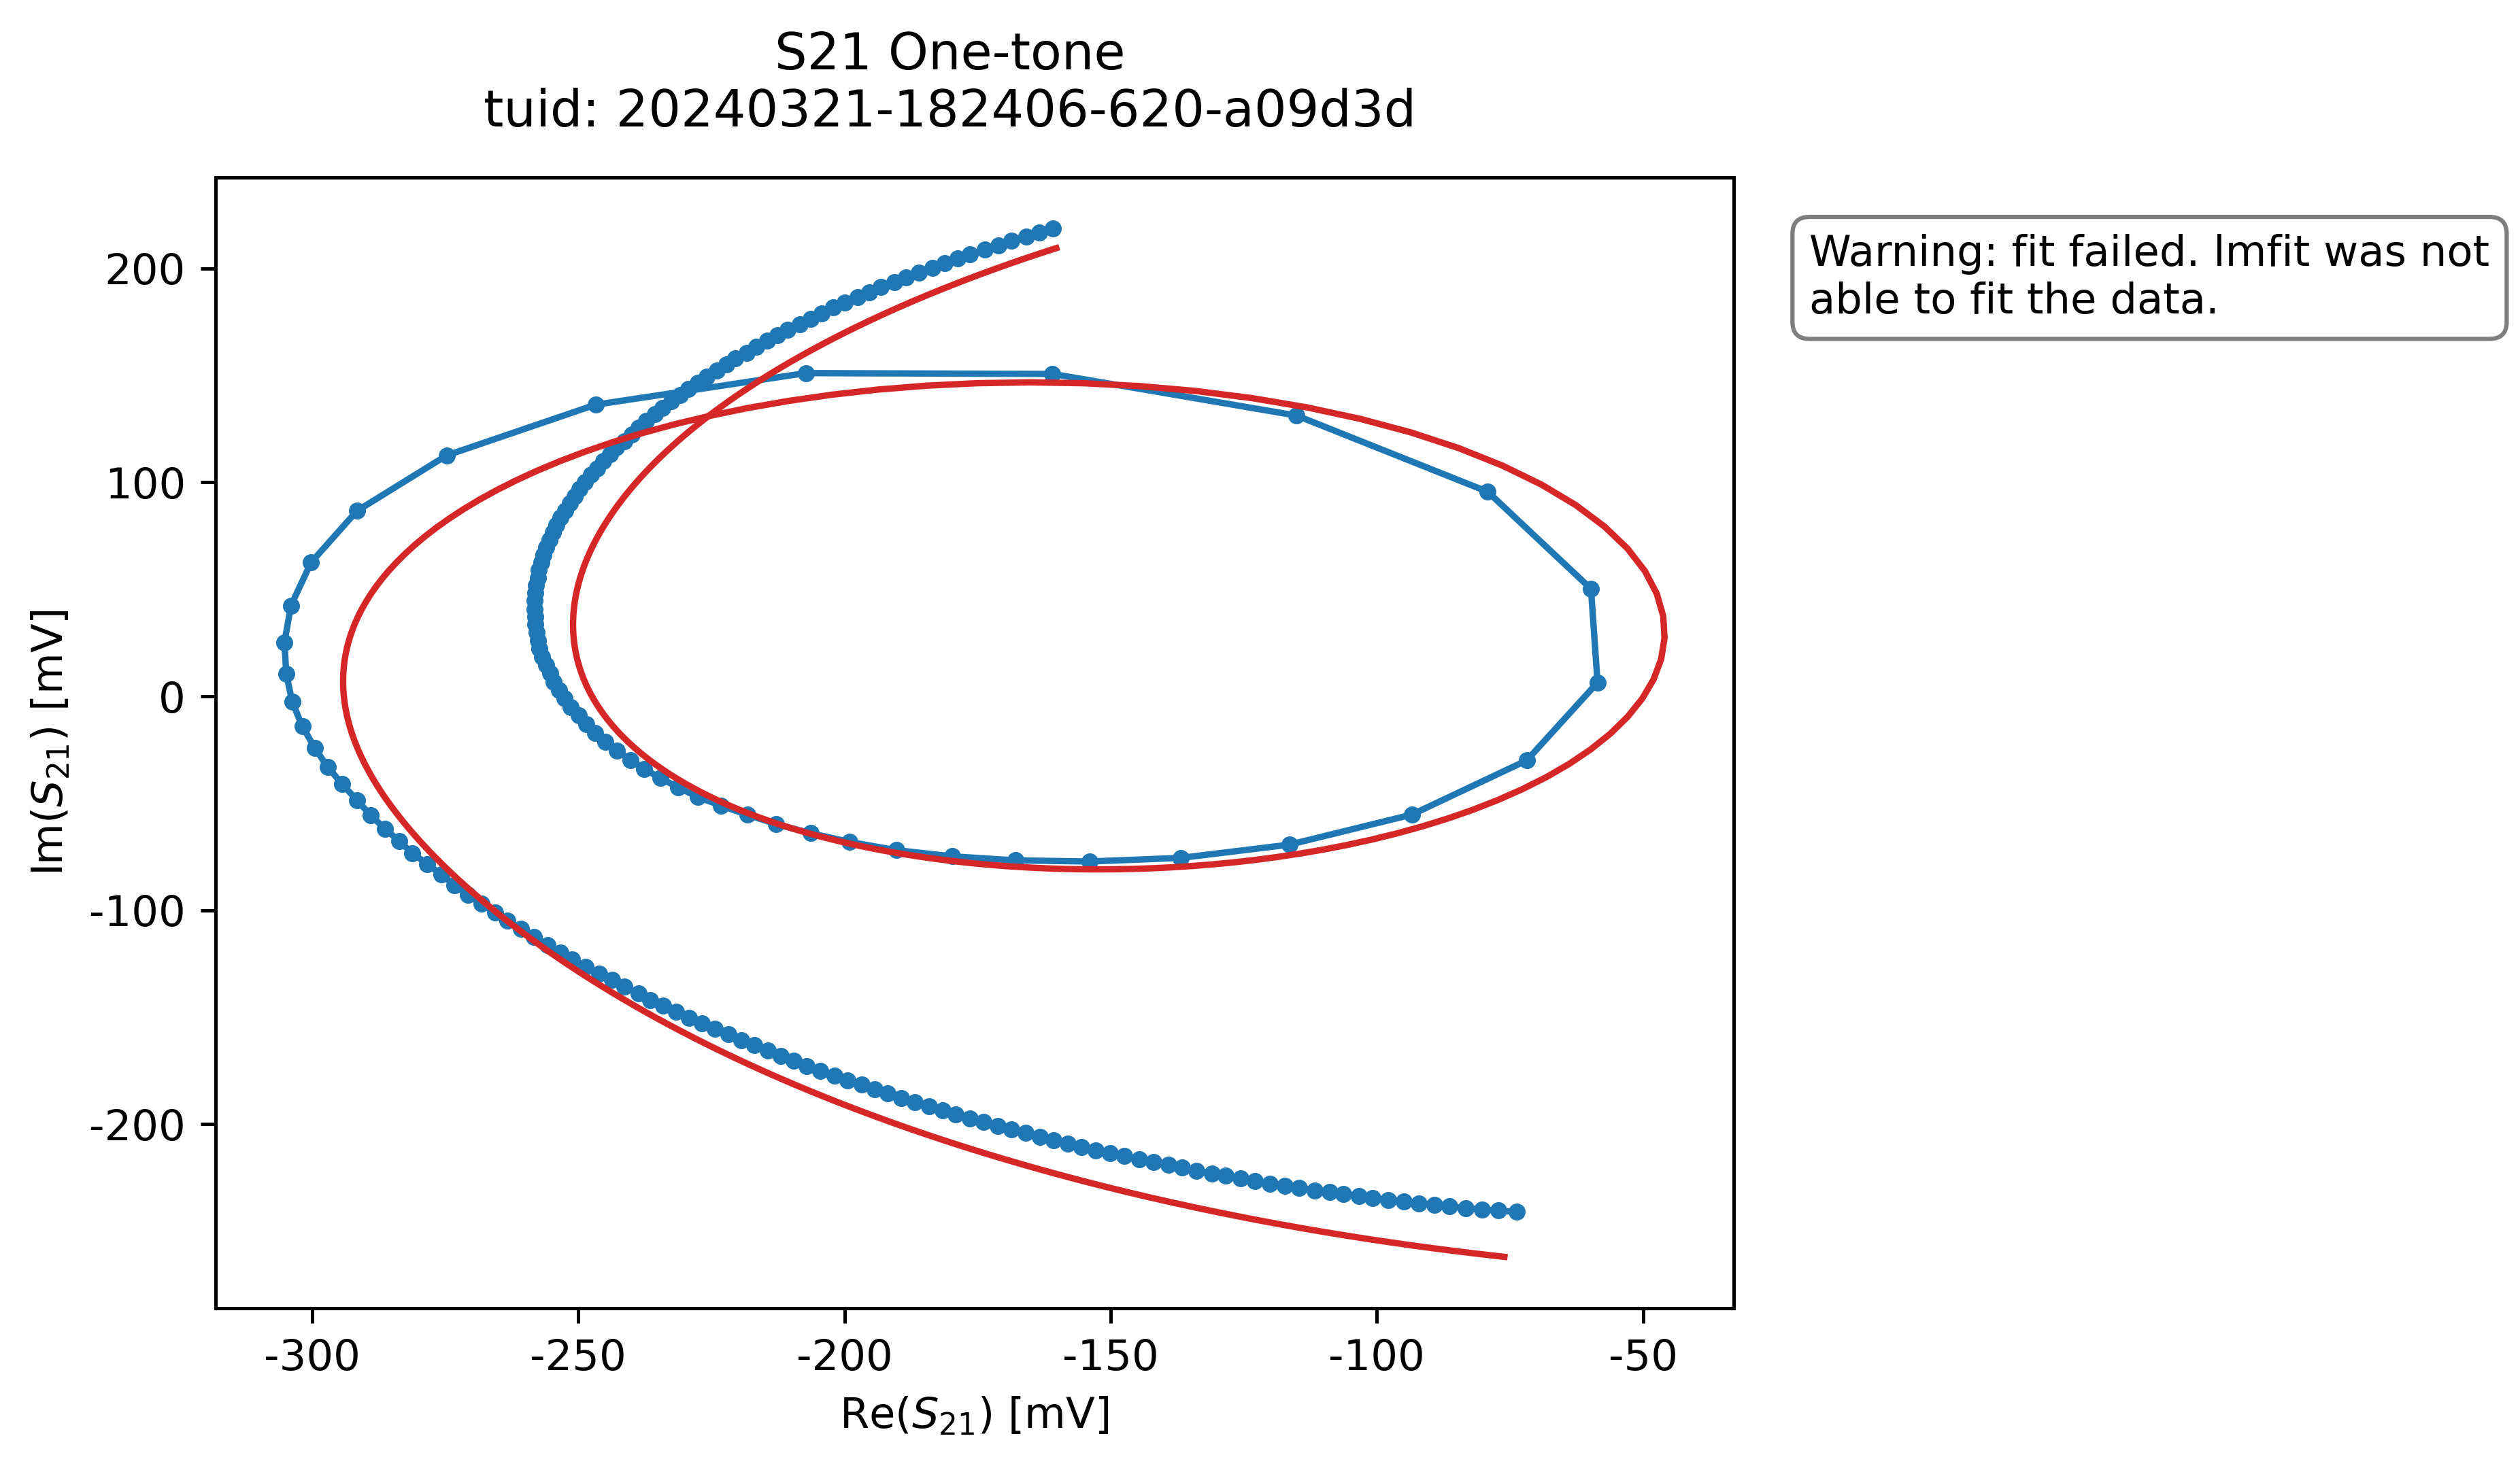 S21 One-tone
tuid: 20240321-182406-620-a09d3d
Warning: fit failed. lmfit was not
able to fit the data.
Im(S21) [mV]
200
100
0
-100
-200
-300 -250 -200 -150 -100 -50
Re(S21) [mV]